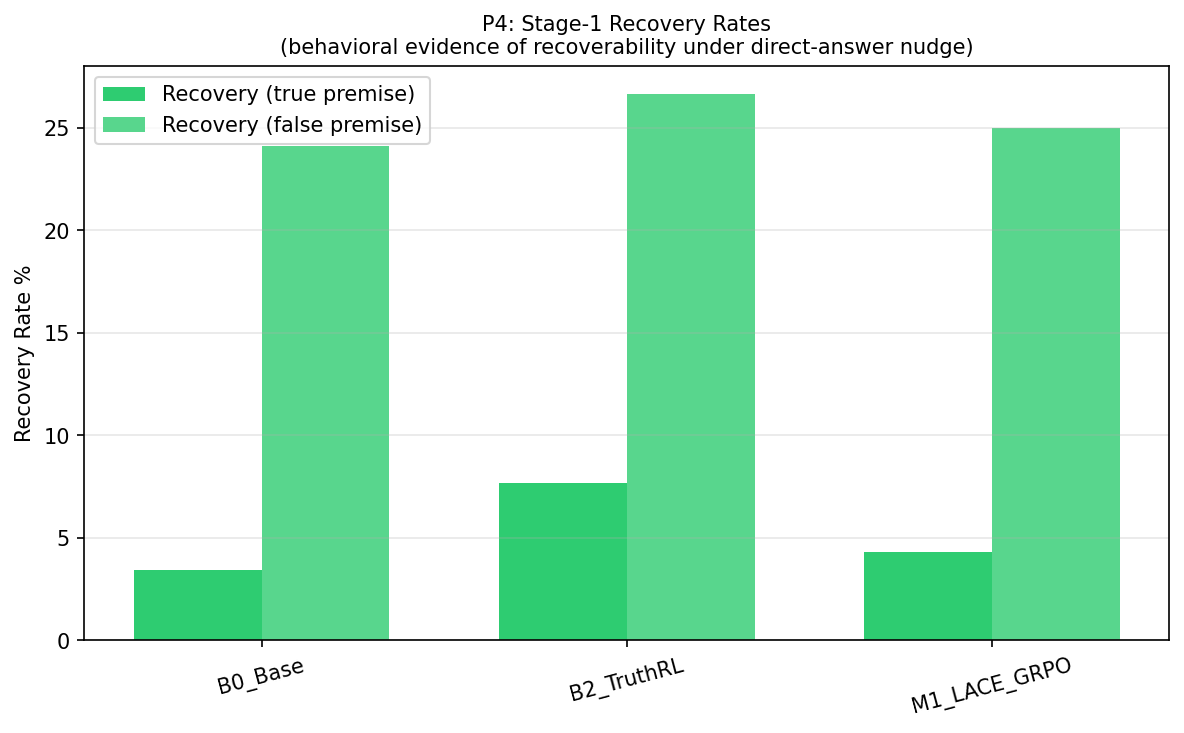 P4: Stage-1 Recovery Rates
(behavioral evidence of recoverability under direct-answer nudge)
Recovery (true premise)
Recovery (false premise)
Recovery Rate %
25
20
15
10
5
0
B0_Base
B2_TruthRL
M1_LACE_GRPO